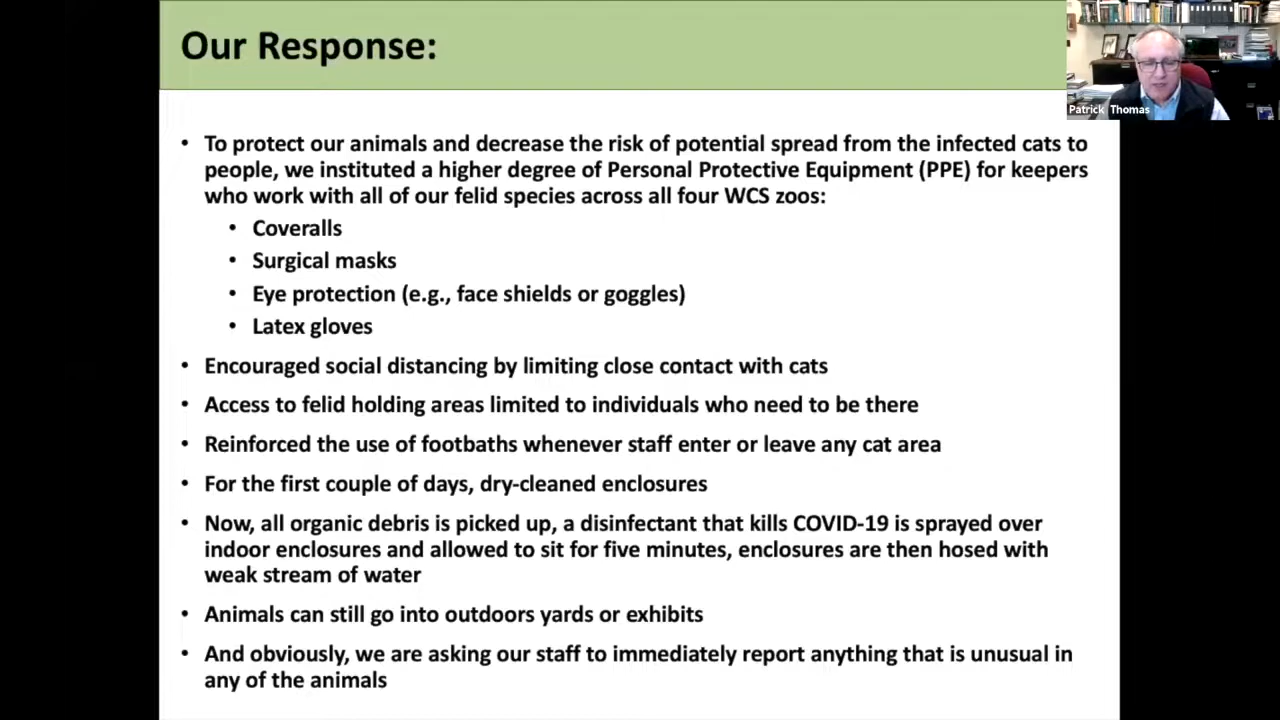 Our Response:
Patrick Thomas
• To protect our animals and decrease the risk of potential spread from the infected cats to
people, we instituted a higher degree of Personal Protective Equipment (PPE) for keepers
who work with all of our felid species across all four WCS zoos:
• Coveralls
• Surgical masks
• Eye protection (e.g., face shields or goggles)
• Latex gloves
• Encouraged social distancing by limiting close contact with cats
• Access to felid holding areas limited to individuals who need to be there
• Reinforced the use of footbaths whenever staff enter or leave any cat area
• For the first couple of days, dry-cleaned enclosures
• Now, all organic debris is picked up, a disinfectant that kills COVID-19 is sprayed over
indoor enclosures and allowed to sit for five minutes, enclosures are then hosed with
weak stream of water
• Animals can still go into outdoors yards or exhibits
• And obviously, we are asking our staff to immediately report anything that is unusual in
any of the animals